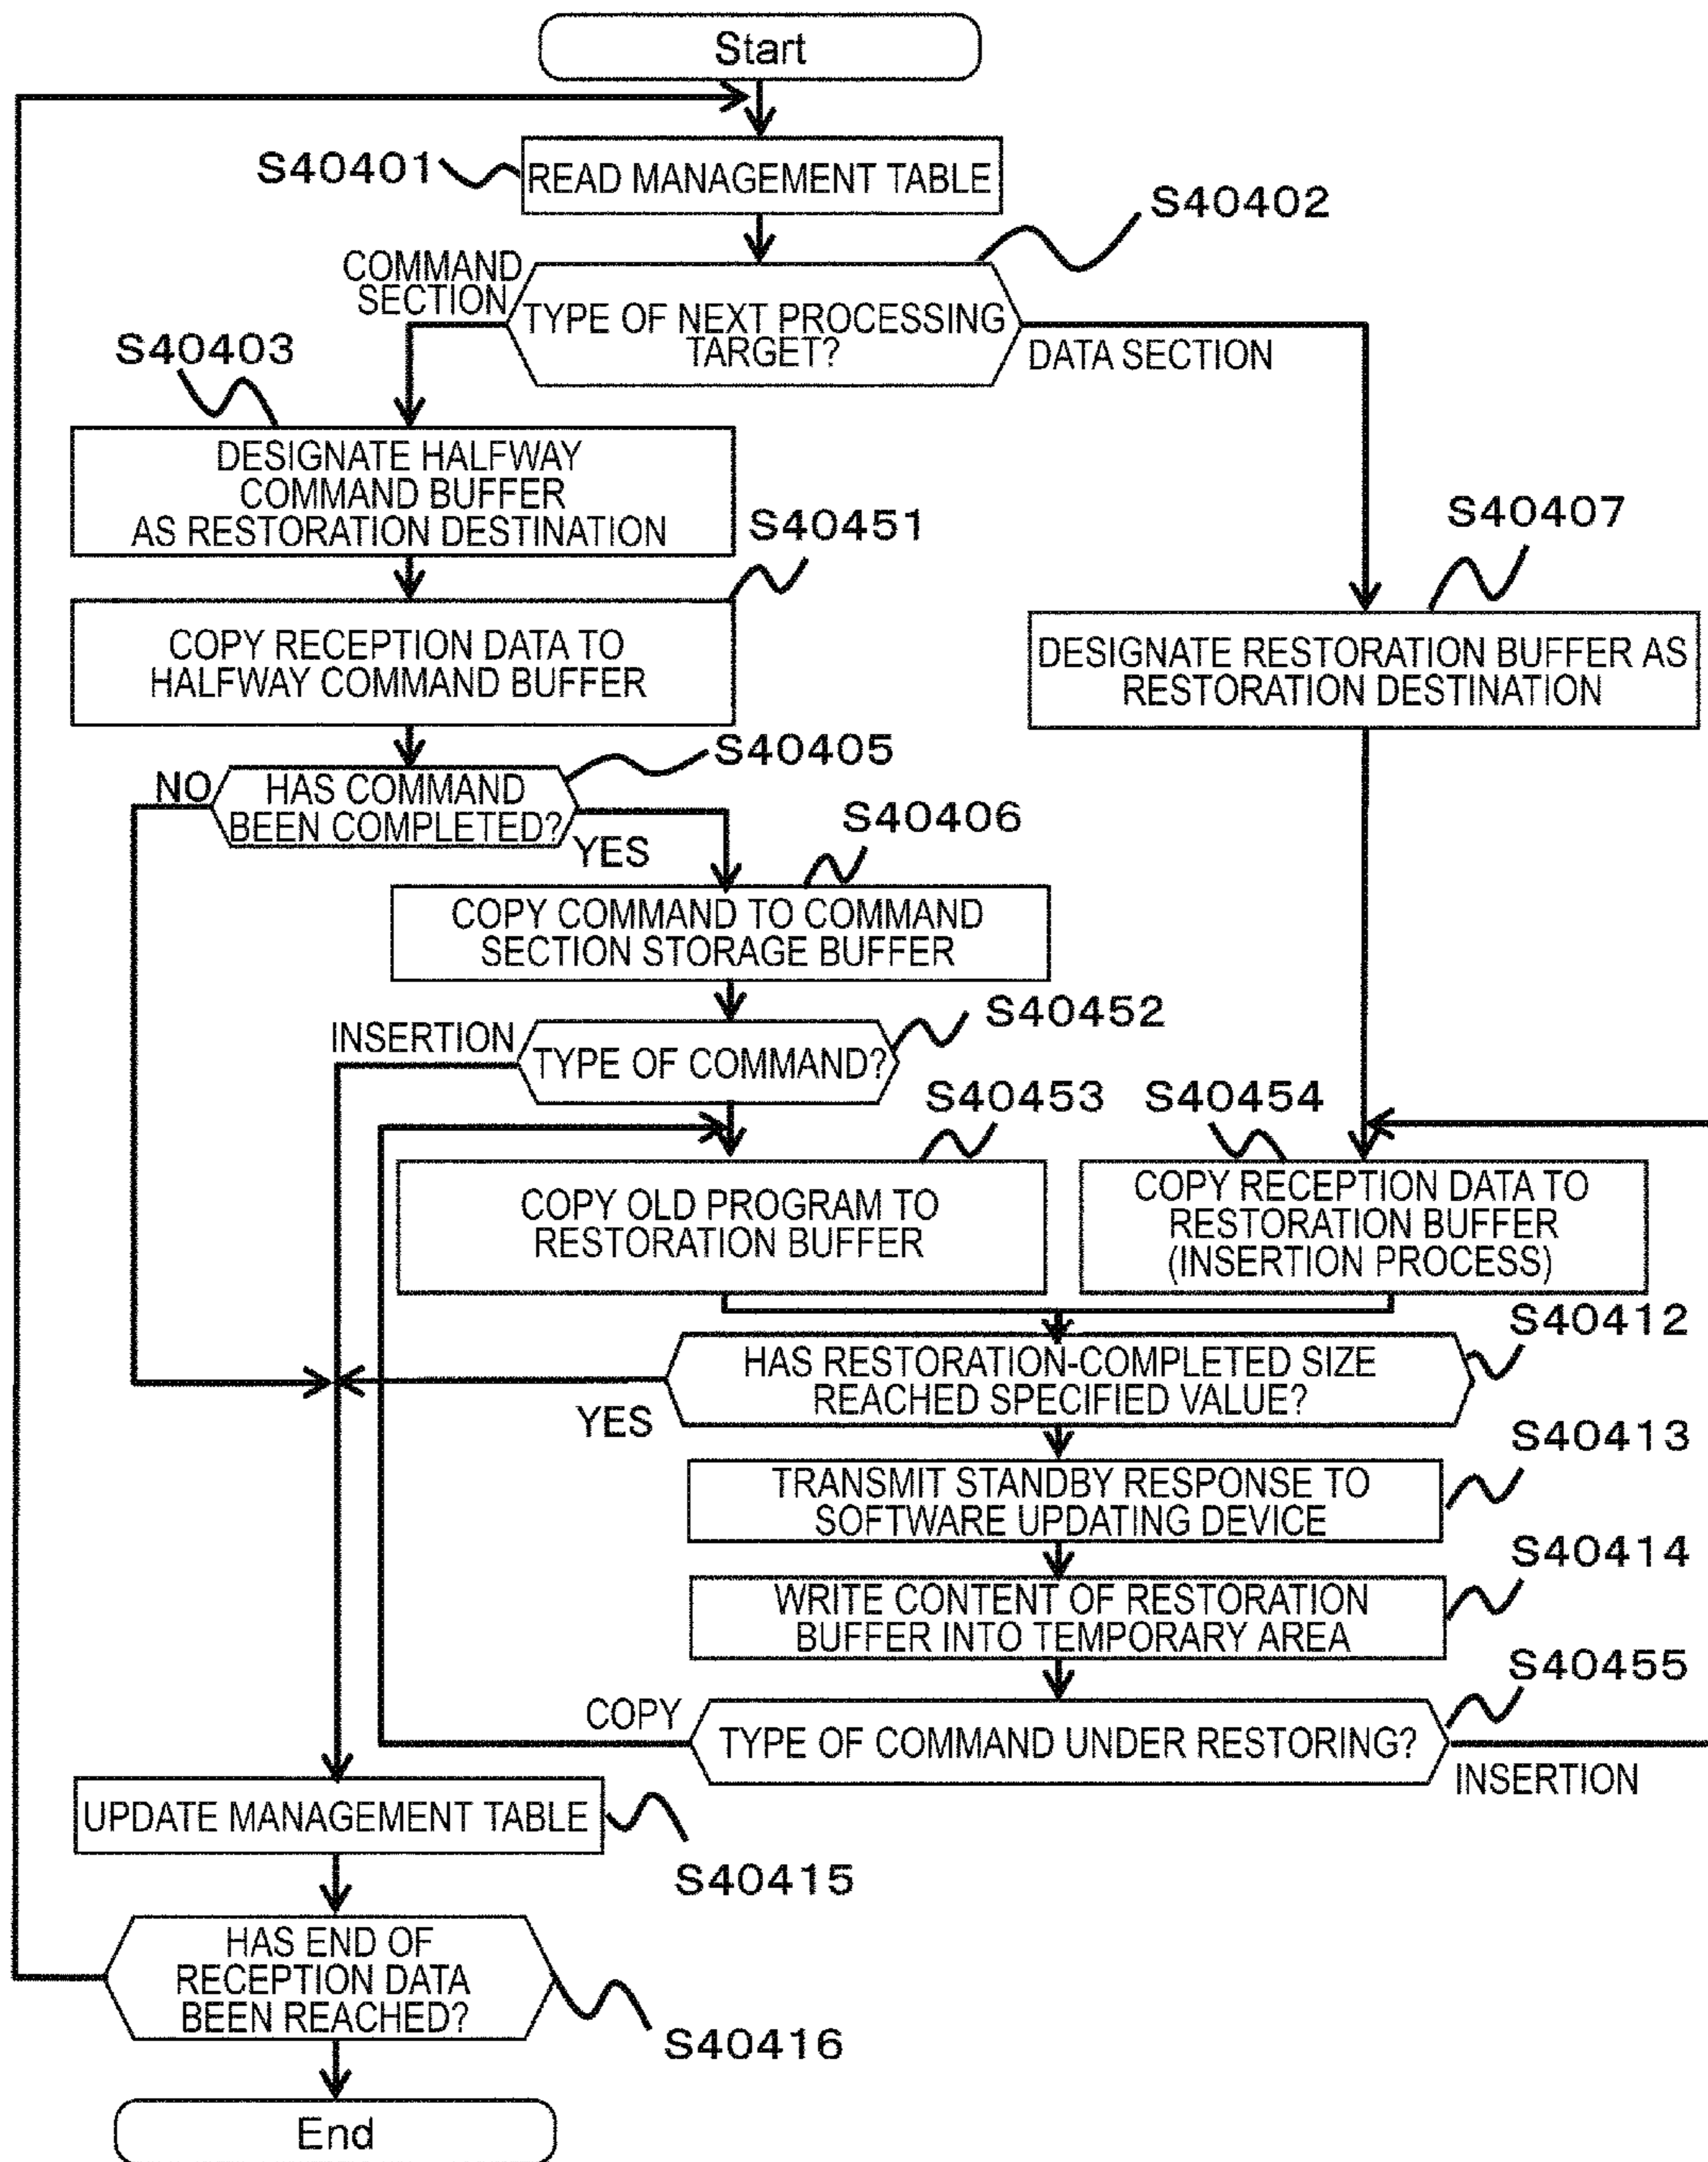 Start
S40401
READ MANAGEMENT TABLE
S40402
COMMAND
SECTION
TYPE OF NEXT PROCESSING
TARGET?
DATA SECTION
S40403
DESIGNATE HALFWAY
COMMAND BUFFER
AS RESTORATION DESTINATION
S40451
S40407
COPY RECEPTION DATA TO
HALFWAY COMMAND BUFFER
DESIGNATE RESTORATION BUFFER AS
RESTORATION DESTINATION
S40405
NO
HAS COMMAND
BEEN COMPLETED?
YES
S40406
COPY COMMAND TO COMMAND
SECTION STORAGE BUFFER
S40452
INSERTION
TYPE OF COMMAND?
S40453
S40454
COPY OLD PROGRAM TO
RESTORATION BUFFER
COPY RECEPTION DATA TO
RESTORATION BUFFER
(INSERTION PROCESS)
S40412
HAS RESTORATION-COMPLETED SIZE
REACHED SPECIFIED VALUE?
YES
S40413
TRANSMIT STANDBY RESPONSE TO
SOFTWARE UPDATING DEVICE
S40414
WRITE CONTENT OF RESTORATION
BUFFER INTO TEMPORARY AREA
S40455
COPY
TYPE OF COMMAND UNDER RESTORING?
INSERTION
UPDATE MANAGEMENT TABLE
S40415
HAS END OF
RECEPTION DATA
BEEN REACHED?
S40416
End